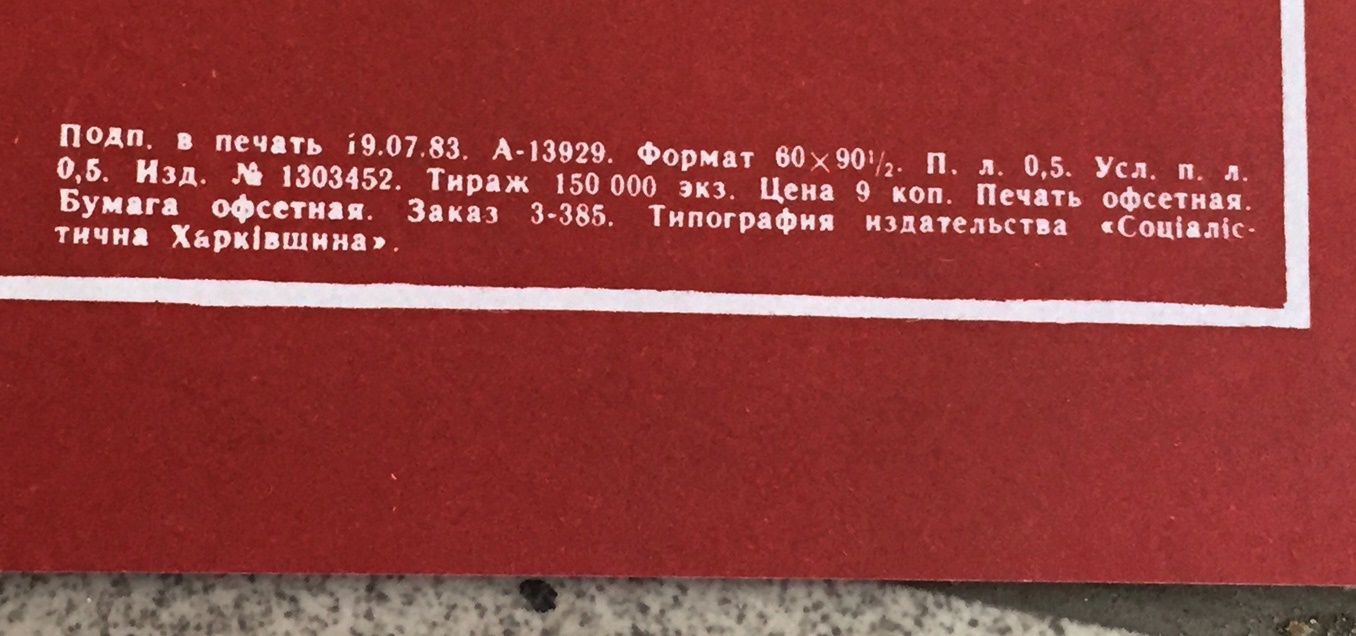 Подп. в печать 19.07.83. А-13929. Формат 60×90¹/₂. П. л. 0,5. Усл. п. л.
0,5. Изд. № 1303452. Тираж 150 000 экз. Цена 9 коп. Печать офсетная.
Бумага офсетная. Заказ 3-385. Типография издательства «Соціаліс-
тична Харківщина».